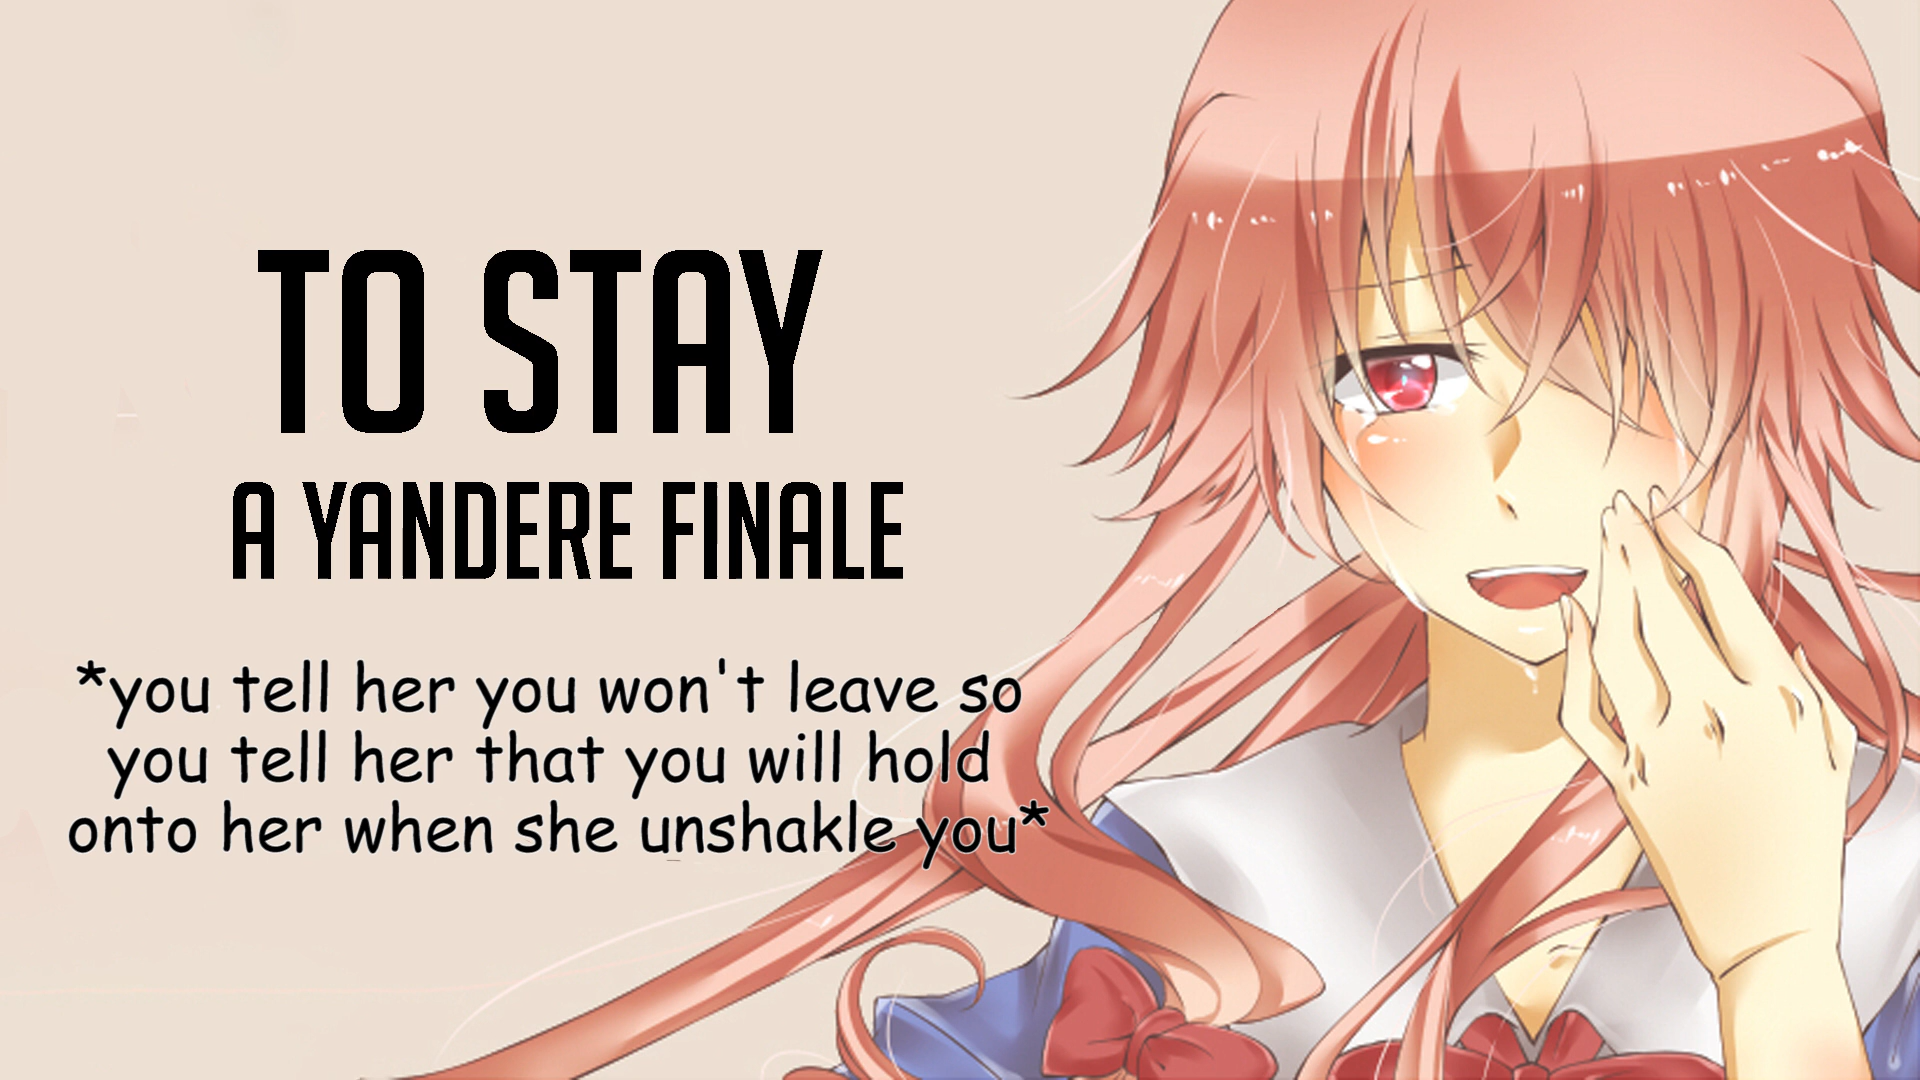 TO STAY
A YANDERE FINALE
*you tell her you won't leave so
you tell her that you will hold
onto her when she unshakle you*